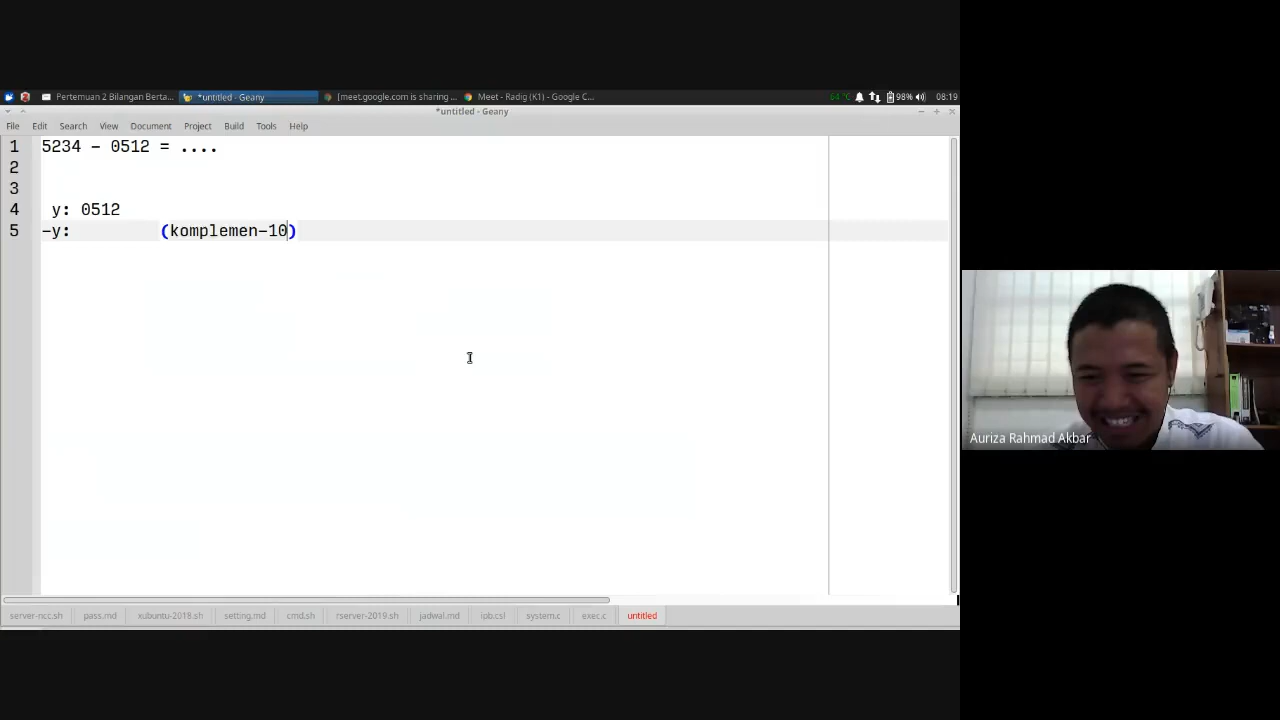 Pertemuan 2 Bilangan Berta... *untitled - Geany [meet.google.com is sharing ... Meet - Radig (K1) - Google C... 64°C 98% 08:19
*untitled - Geany
File Edit Search View Document Project Build Tools Help
1 5234 - 0512 = ....
2
3
4 y: 0512
5 -y: (komplemen-10)
Auriza Rahmad Akbar
server-ncc.sh pass.md xubuntu-2018.sh setting.md cmd.sh rserver-2019.sh jadwal.md ipb.csl system.c exec.c untitled